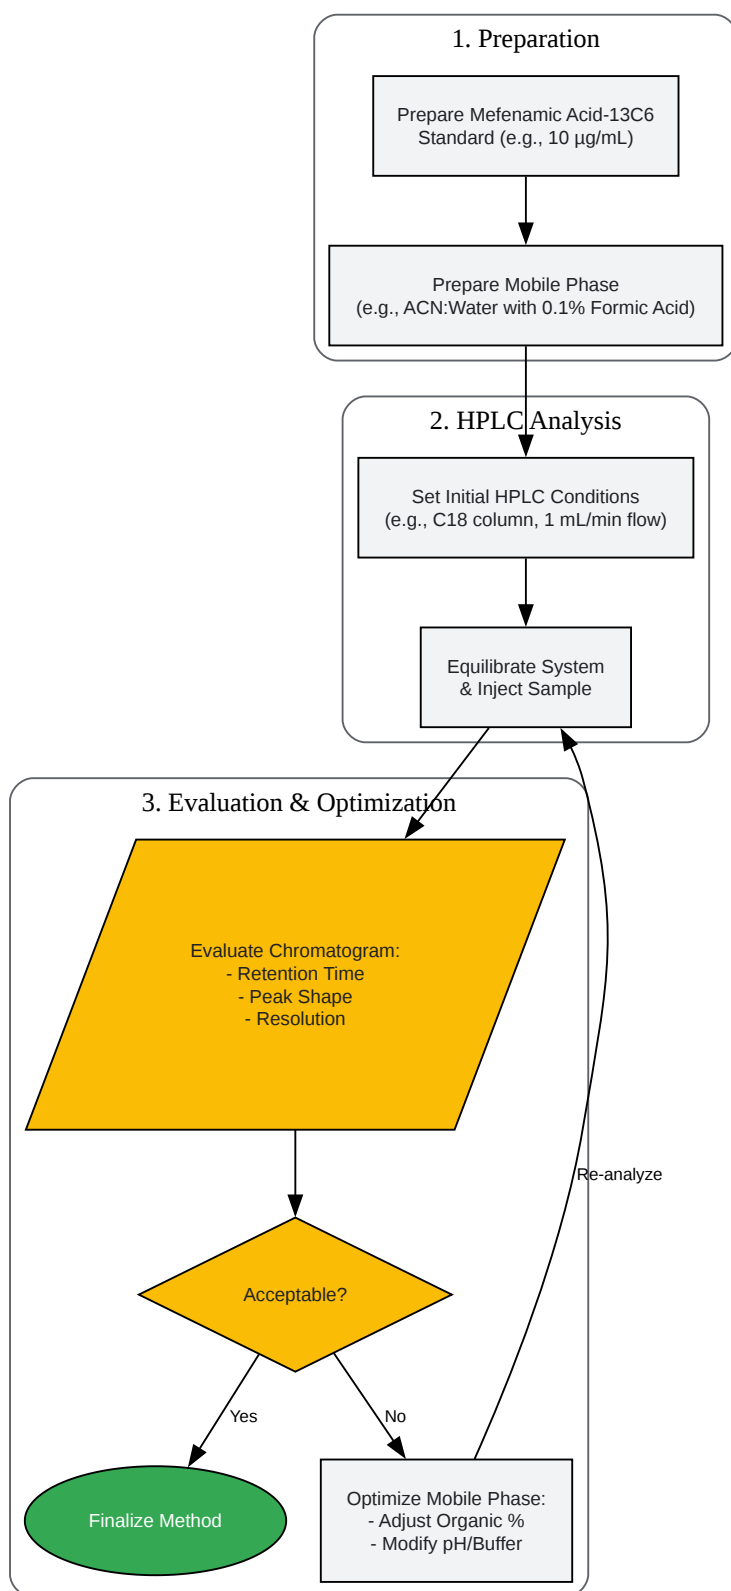 1. Preparation
Prepare Mefenamic Acid-13C6
Standard (e.g., 10 µg/mL)
Prepare Mobile Phase
(e.g., ACN:Water with 0.1% Formic Acid)
2. HPLC Analysis
Set Initial HPLC Conditions
(e.g., C18 column, 1 mL/min flow)
Equilibrate System
& Inject Sample
3. Evaluation & Optimization
Evaluate Chromatogram:
- Retention Time
- Peak Shape
- Resolution
Re-analyze
Acceptable?
Yes
No
Finalize Method
Optimize Mobile Phase:
- Adjust Organic %
- Modify pH/Buffer